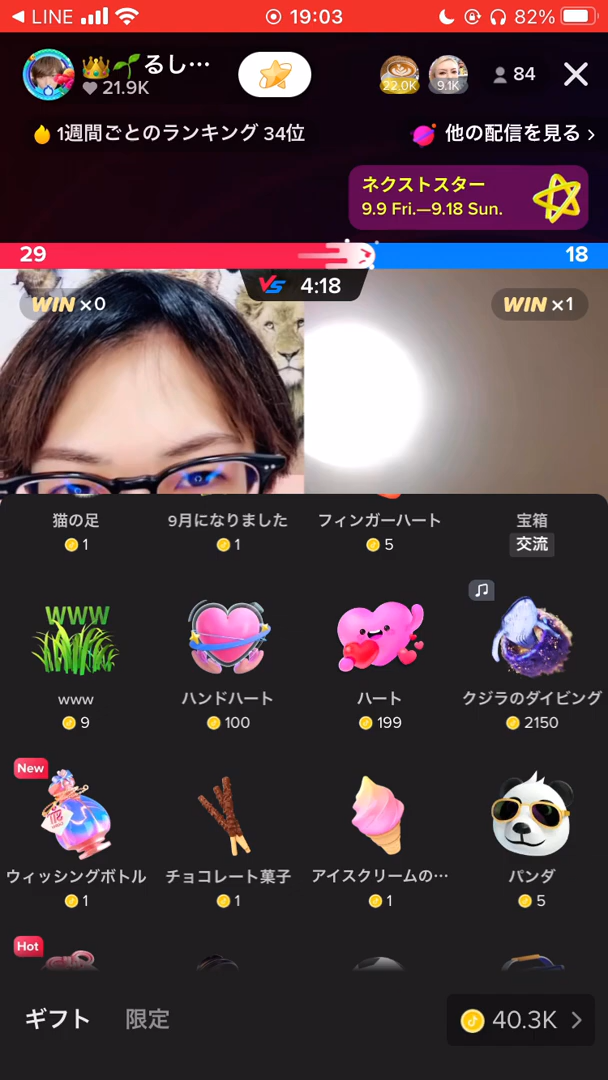 ◀ LINE 19:03 82%
👑🌱るし…
21.9K
22.0K 9.1K 84
1週間ごとのランキング 34位
他の配信を見る ›
ネクストスター
9.9 Fri.—9.18 Sun.
29 18
WIN ×0
VS 4:18
WIN ×1
猫の足 9月になりました フィンガーハート 宝箱
1 1 5 交流
www
www ハンドハート ハート クジラのダイビング
9 100 199 2150
New
ウィッシングボトル チョコレート菓子 アイスクリームの… パンダ
1 1 1 5
Hot
ギフト 限定 40.3K